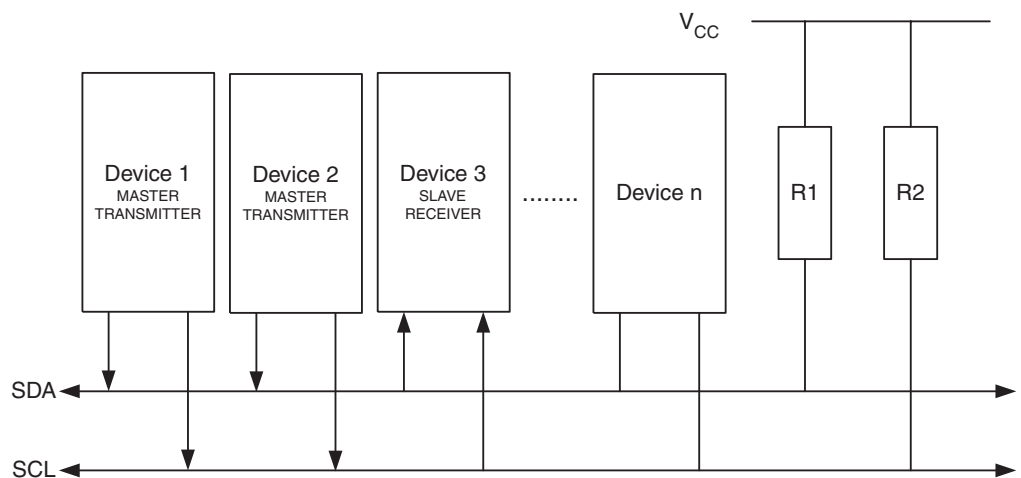 VCC
Device 1
MASTER
TRANSMITTER
Device 2
MASTER
TRANSMITTER
Device 3
SLAVE
RECEIVER
........
Device n
R1
R2
SDA
SCL